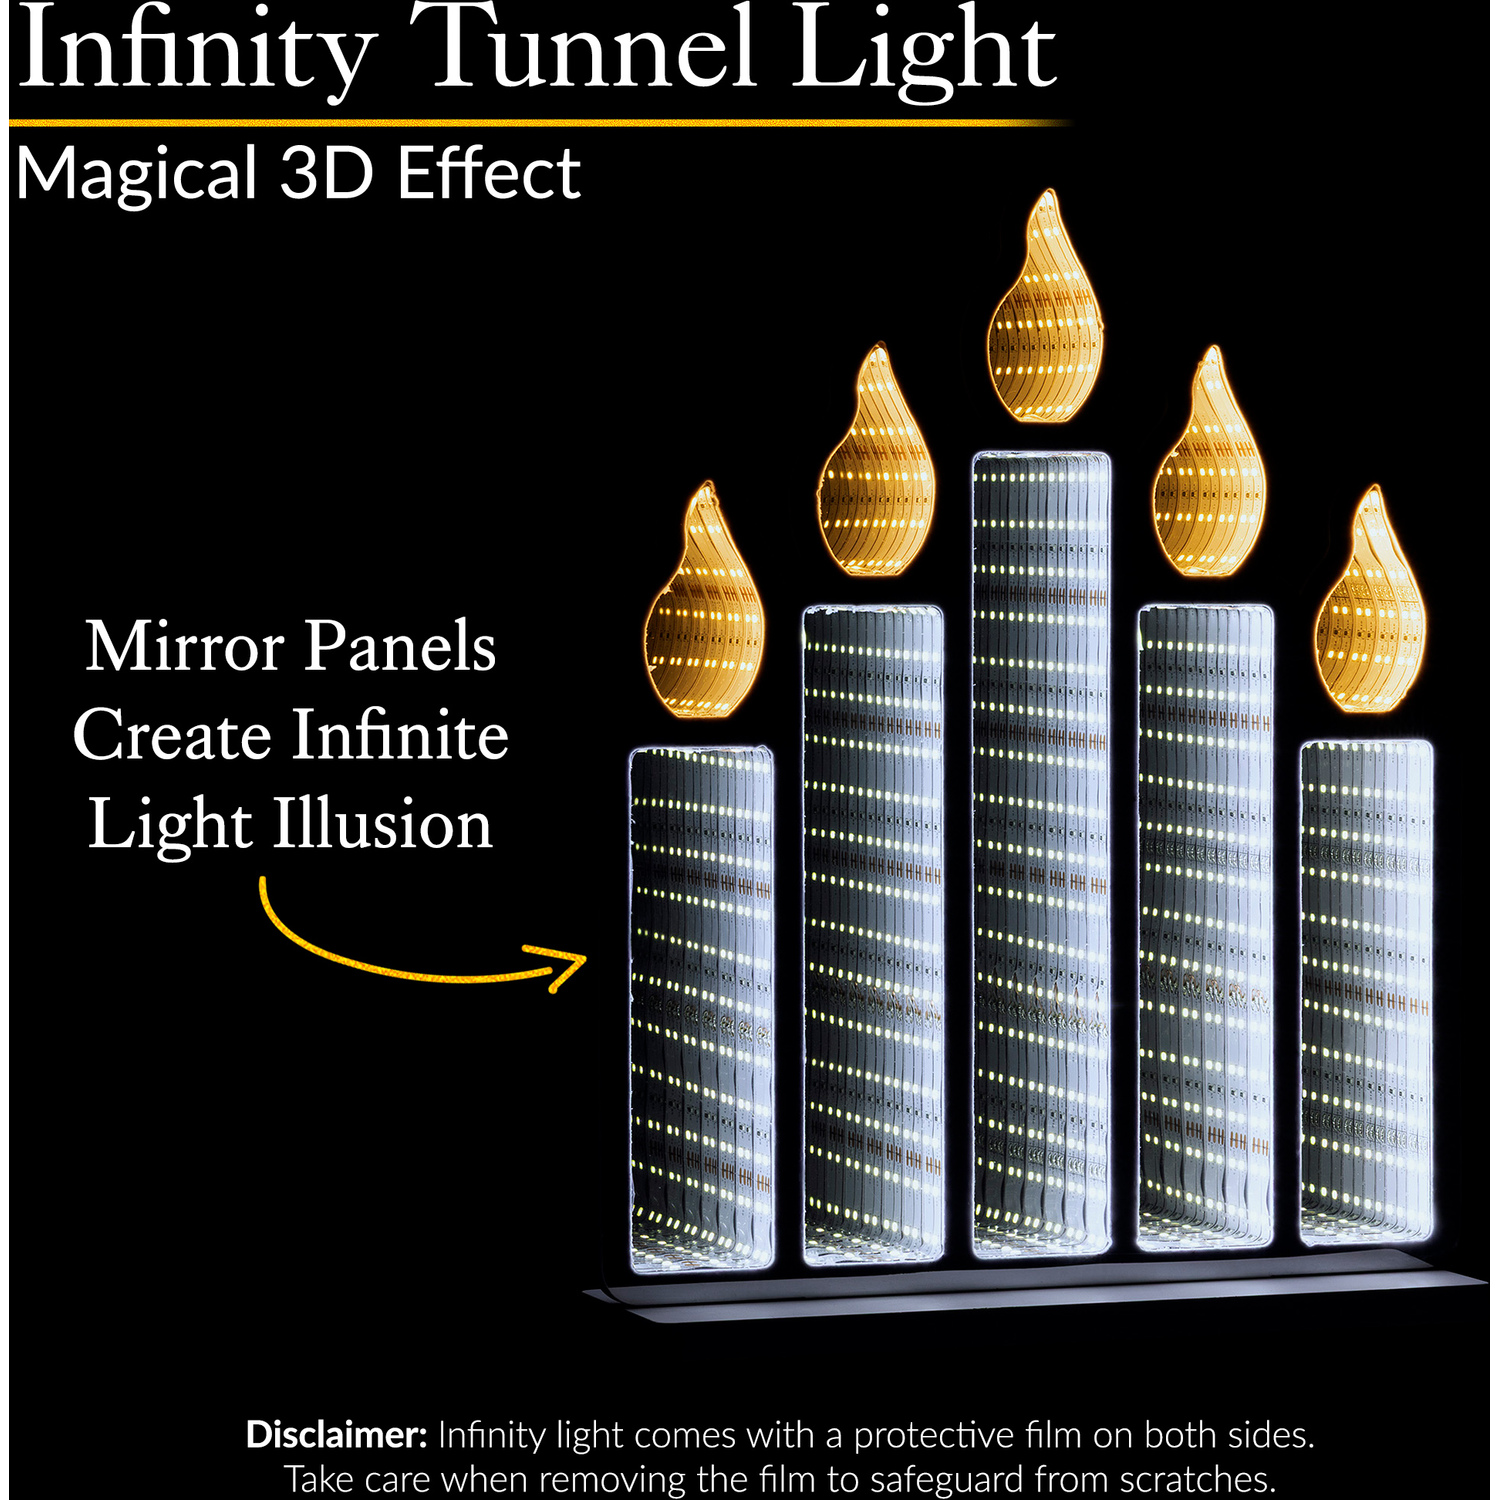 Infinity Tunnel Light
Magical 3D Effect
Mirror Panels
Create Infinite
Light Illusion
Disclaimer: Infinity light comes with a protective film on both sides.
Take care when removing the film to safeguard from scratches.